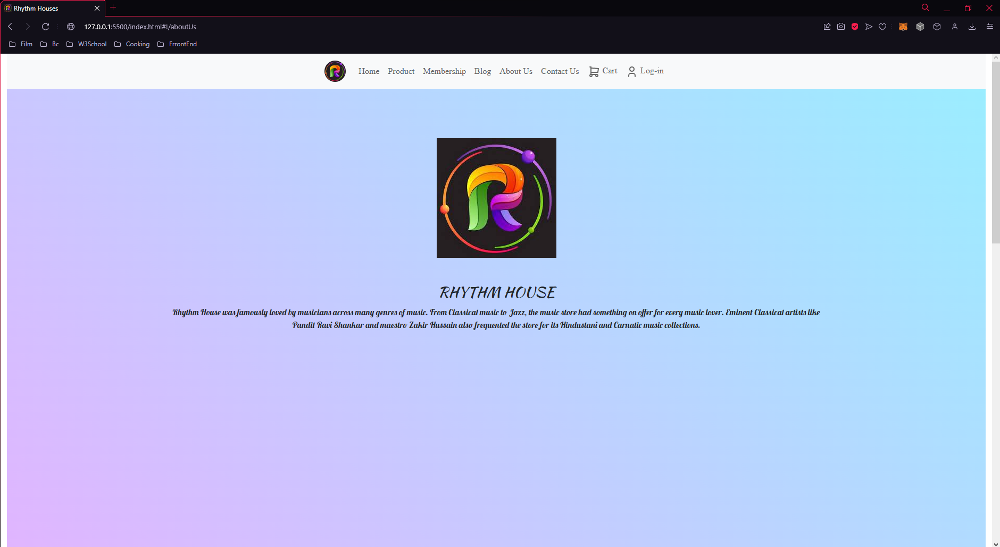 Rhythm Houses
127.0.0.1:5500/index.html#!/aboutUs
Film Bc W3School Cooking FrrontEnd
Home Product Membership Blog About Us Contact Us Cart Log-in
R
RHYTHM HOUSE
Rhythm House was famously loved by musicians across many genres of music. From Classical music to Jazz, the music store had something on offer for every music lover. Eminent Classical artists like
Pandit Ravi Shankar and maestro Zakir Hussain also frequented the store for its Hindustani and Carnatic music collections.